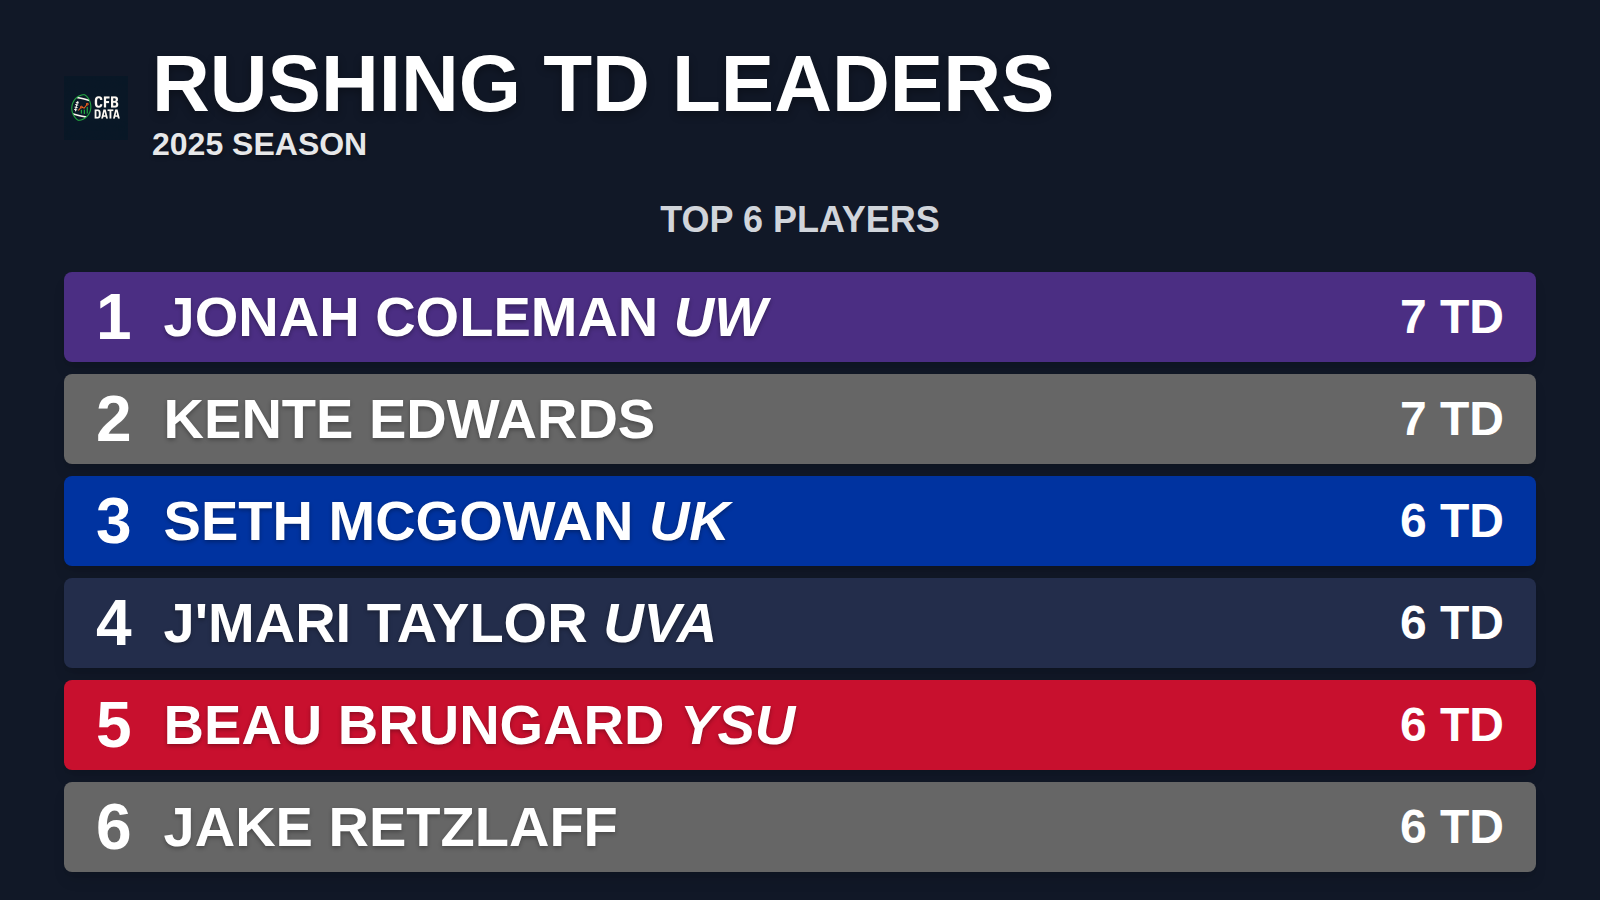 CFB
DATA
RUSHING TD LEADERS
2025 SEASON
TOP 6 PLAYERS
1 JONAH COLEMAN UW 7 TD
2 KENTE EDWARDS 7 TD
3 SETH MCGOWAN UK 6 TD
4 J'MARI TAYLOR UVA 6 TD
5 BEAU BRUNGARD YSU 6 TD
6 JAKE RETZLAFF 6 TD